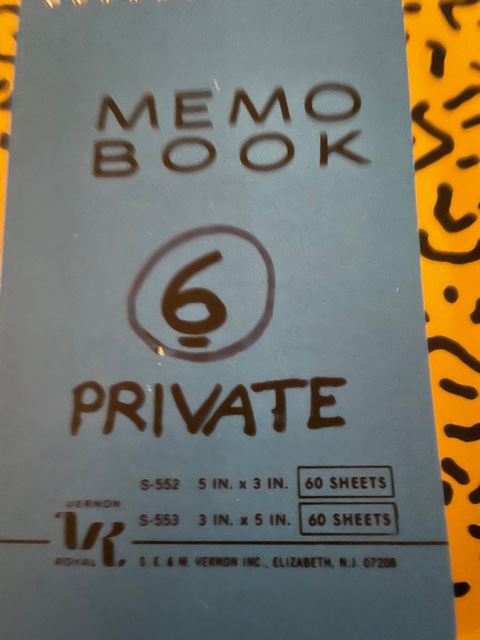 MEMO
BOOK
6
PRIVATE
S-552 5 IN. x 3 IN. 60 SHEETS
VERNON
S-553 3 IN. x 5 IN. 60 SHEETS
VR
ROYAL S. E. & M. VERNON INC., ELIZABETH, N.J. 07208